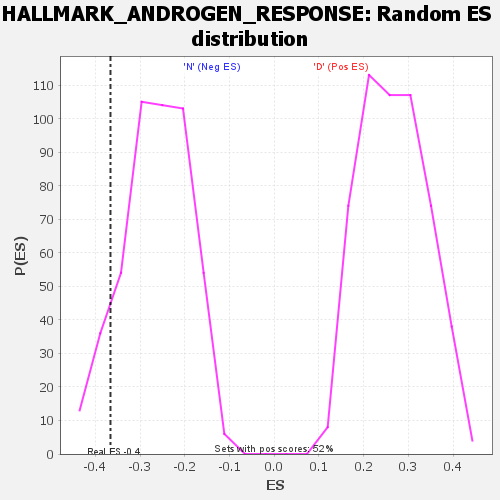 HALLMARK_ANDROGEN_RESPONSE: Random ES
distribution
'N' (Neg ES)
'D' (Pos ES)
110
100
90
80
70
60
50
40
30
20
10
0
P(ES)
Real ES -0.4
Sets with pos scores: 52%
-0.4 -0.3 -0.2 -0.1 0.0 0.1 0.2 0.3 0.4
ES